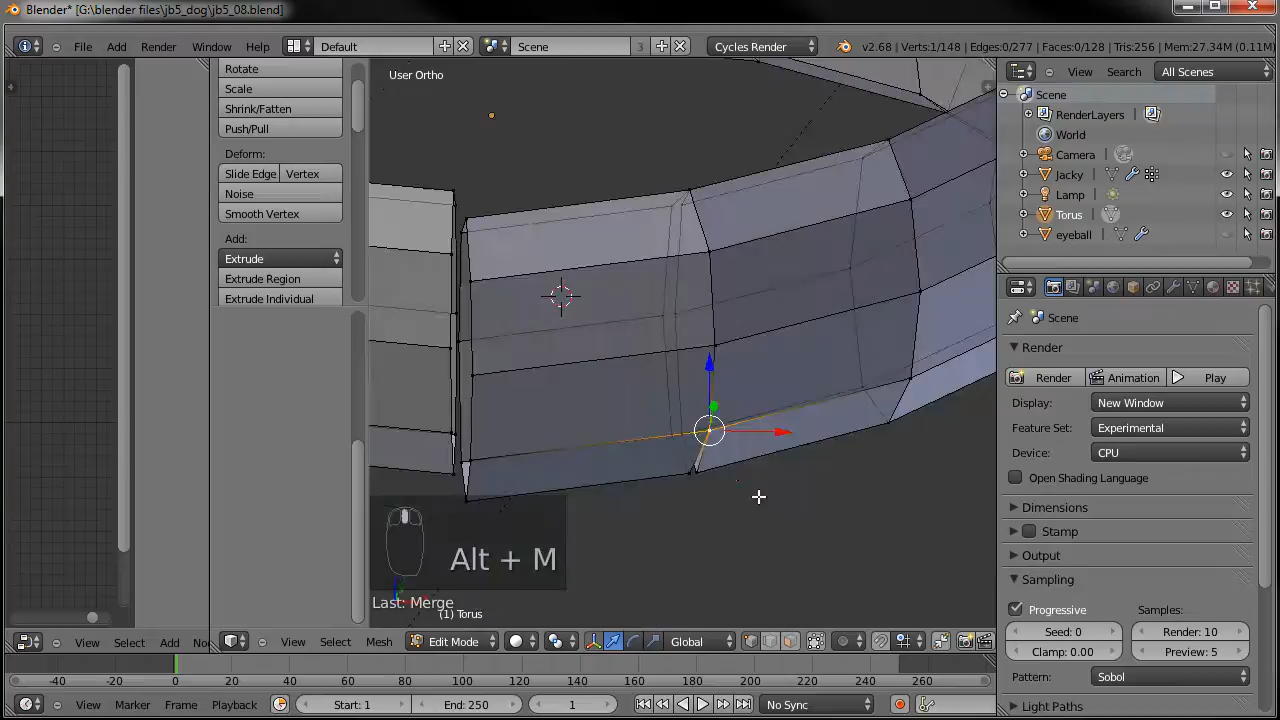 Blender* [G:\blender files\jb5_dog\jb5_08.blend]
File Add Render Window Help Default Scene 3 Cycles Render v2.68 | Verts:1/148 | Edges:0/277 | Faces:0/128 | Tris:256 | Mem:27.34M (0.11M)
Rotate
Scale
Shrink/Fatten
Push/Pull
Deform:
Slide Edge Vertex
Noise
Smooth Vertex
Add:
Extrude
Extrude Region
Extrude Individual
User Ortho
Alt + M
Last: Merge
(1) Torus
View Search All Scenes
Scene
RenderLayers
World
Camera
Jacky
Lamp
Torus
eyeball
Scene
Render
Render Animation Play
Display: New Window
Feature Set: Experimental
Device: CPU
Open Shading Language
Dimensions
Stamp
Output
Sampling
Progressive Samples:
Seed: 0 Render: 10
Clamp: 0.00 Preview: 5
Pattern: Sobol
Light Paths
View Select Add No View Select Mesh Edit Mode Global
-40 -20 0 20 40 60 80 100 120 140 160 180 200 220 240 260
View Marker Frame Playback Start: 1 End: 250 1 No Sync